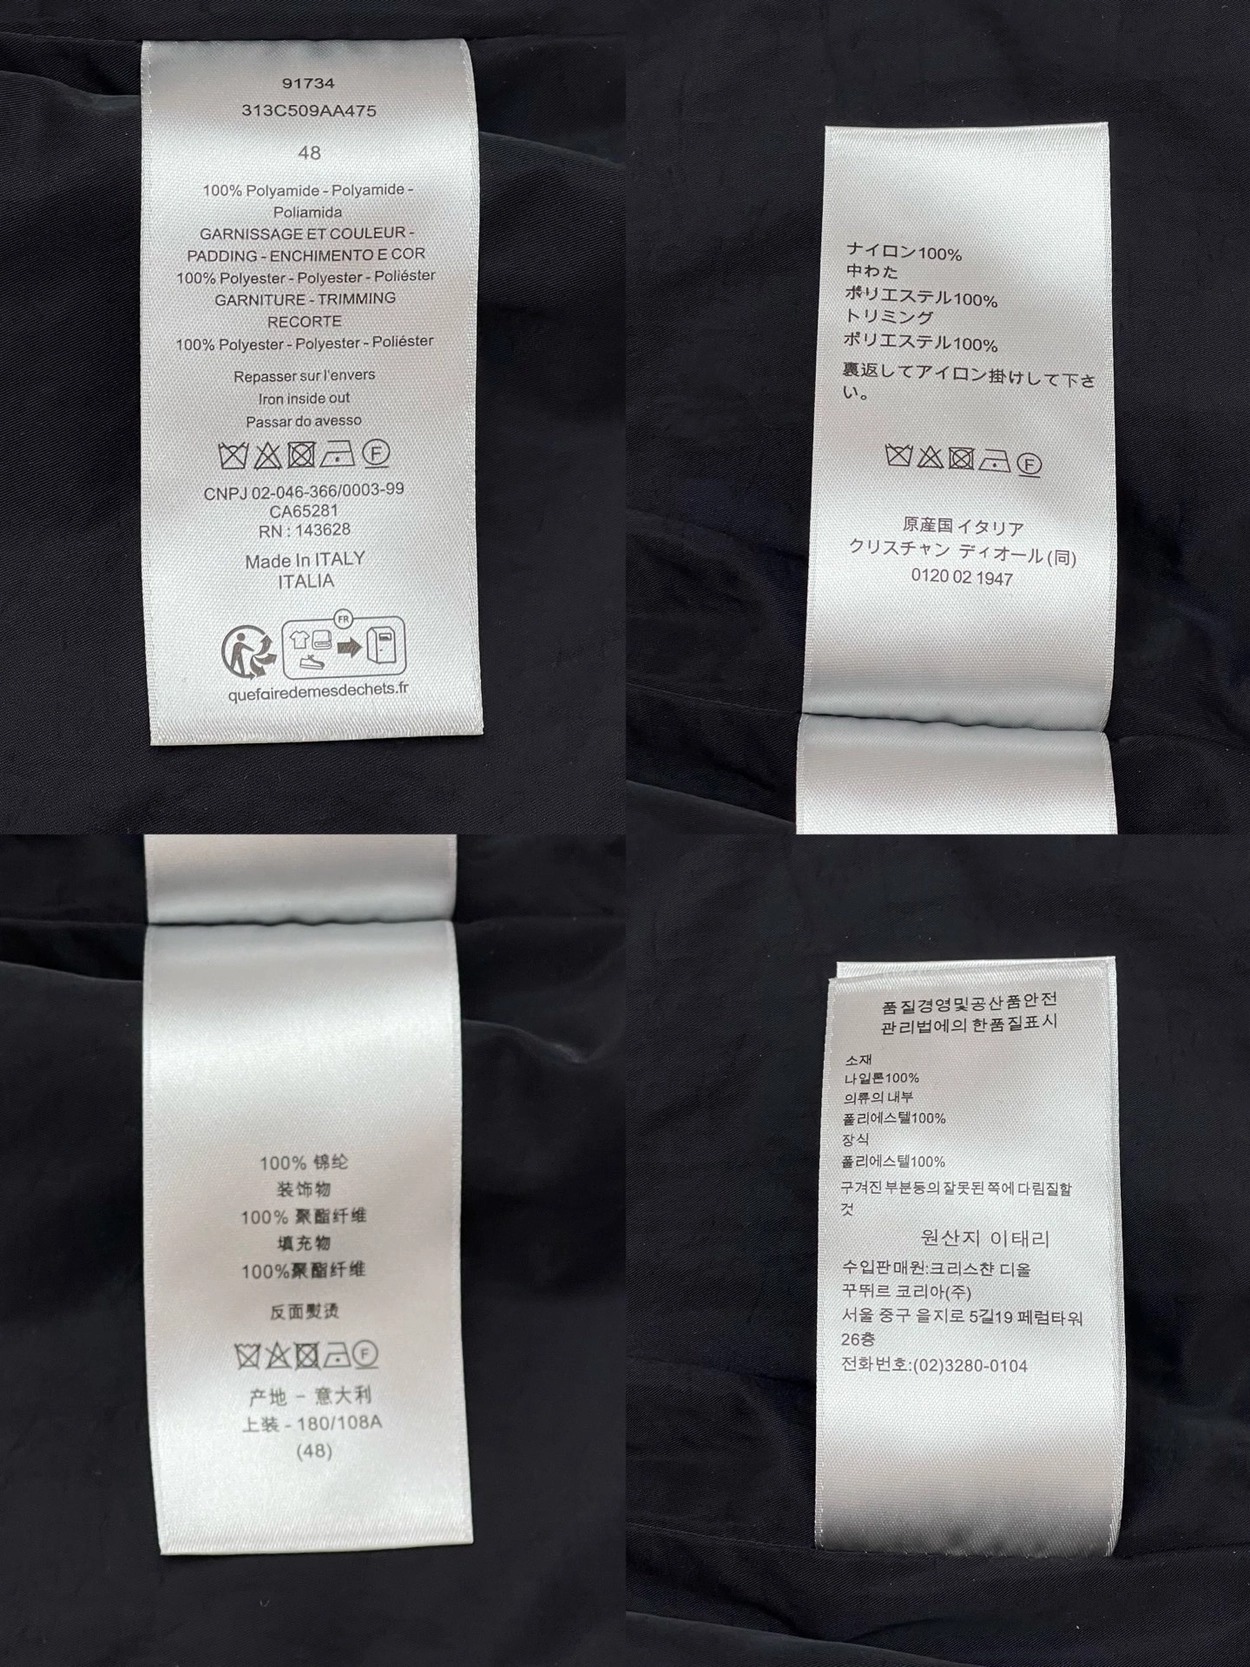 91734
313C509AA475
48
100% Polyamide - Polyamide -
Poliamida
GARNISSAGE ET COULEUR -
PADDING - ENCHIMENTO E COR
100% Polyester - Polyester - Poliéster
GARNITURE - TRIMMING
RECORTE
100% Polyester - Polyester - Poliéster
Repasser sur l'envers
Iron inside out
Passar do avesso
F
CNPJ 02-046-366/0003-99
CA65281
RN : 143628
Made In ITALY
ITALIA
FR
quefairedemesdechets.fr
ナイロン100%
中わた
ポリエステル100%
トリミング
ポリエステル100%
裏返してアイロン掛けして下さ
い。
F
原産国 イタリア
クリスチャン ディオール (同)
0120 02 1947
100% 锦纶
装饰物
100% 聚酯纤维
填充物
100%聚酯纤维
反面熨烫
F
产地 - 意大利
上装 - 180/108A
(48)
품질경영및공산품안전
관리법에의한품질표시
소재
나일론100%
의류의내부
폴리에스텔100%
장식
폴리에스텔100%
구겨진부분등의잘못된쪽에다림질할
것
원산지 이태리
수입판매원:크리스챤 디올
꾸뛰르 코리아(주)
서울 중구 을지로 5길19 페럼타워
26층
전화번호:(02)3280-0104